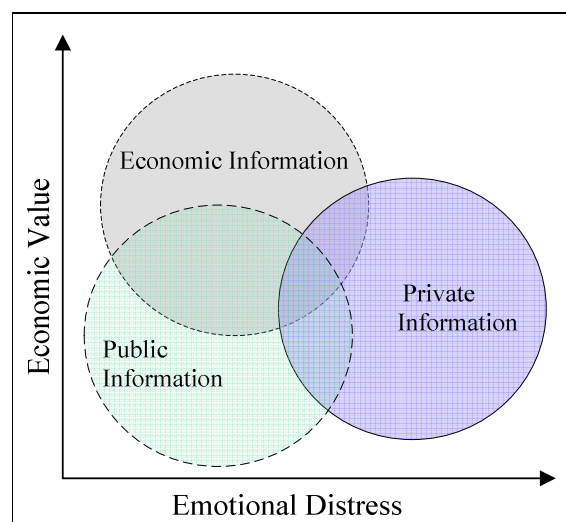 Economic Information
Private
Information
Public
Information
Economic Value
Emotional Distress